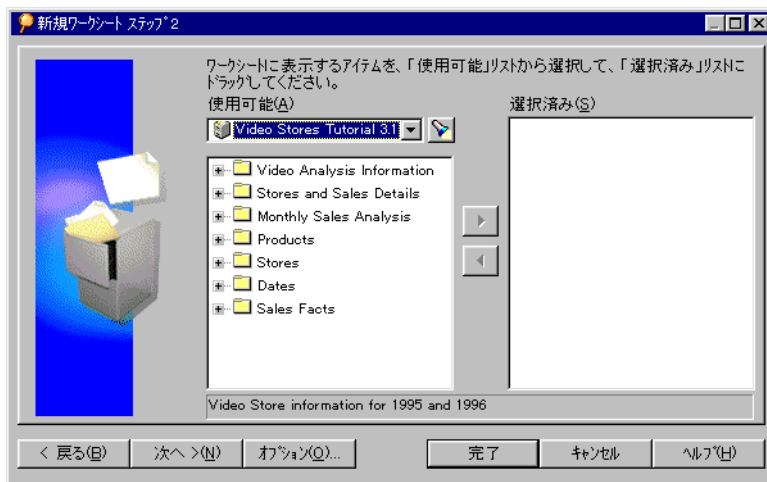 新規ワークシート ステップ2
ワークシートに表示するアイテムを、「使用可能」リストから選択して、「選択済み」リストに
ドラッグしてください。
使用可能(A)
選択済み(S)
Video Stores Tutorial 3.1
Video Analysis Information
Stores and Sales Details
Monthly Sales Analysis
Products
Stores
Dates
Sales Facts
Video Store information for 1995 and 1996
< 戻る(B)
次へ >(N)
オプション(O)...
完了
キャンセル
ヘルプ(H)